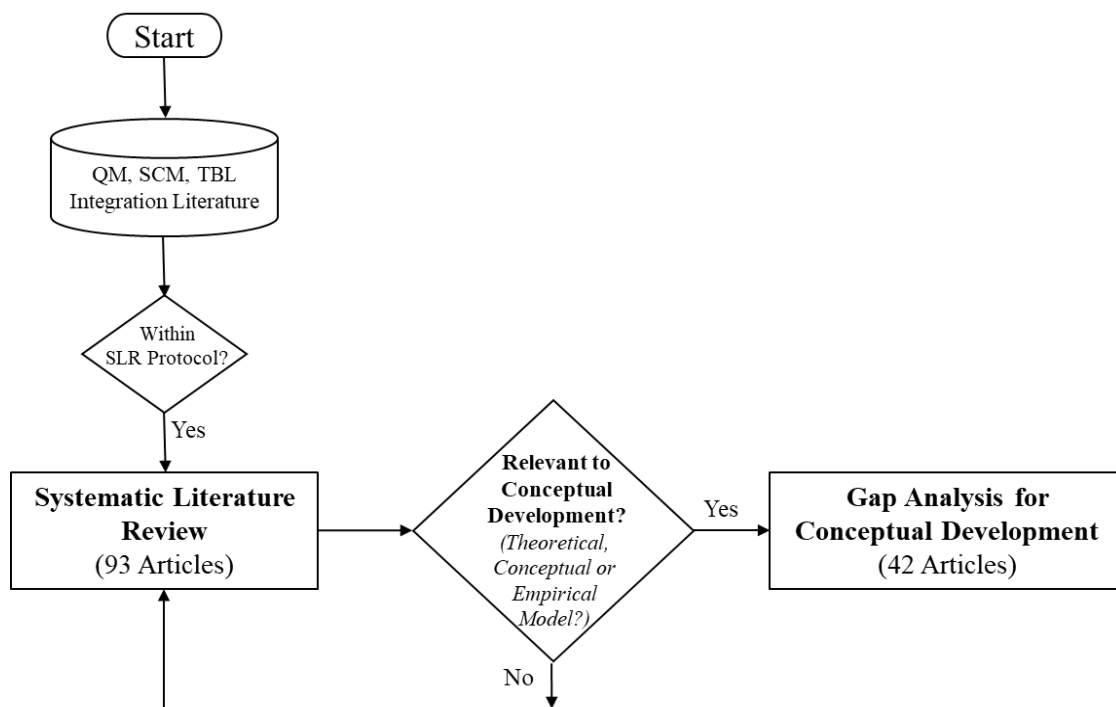 Start
QM, SCM, TBL
Integration Literature
Within
SLR Protocol?
Yes
Systematic Literature
Review
(93 Articles)
Relevant to
Conceptual
Development?
(Theoretical,
Conceptual or
Empirical
Model?)
Yes
Gap Analysis for
Conceptual Development
(42 Articles)
No